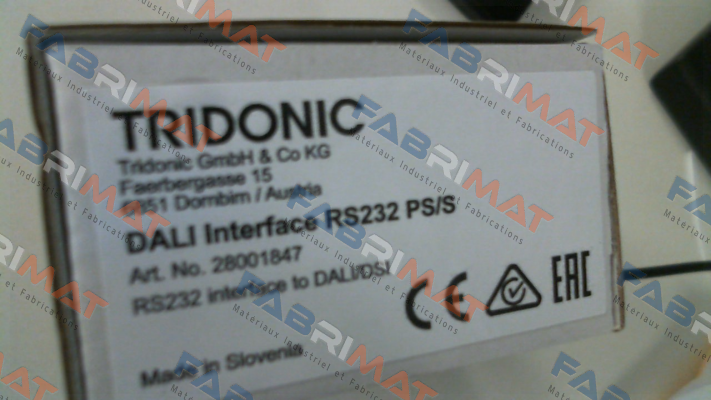 TRIDONIC
Tridonic GmbH & Co KG
Faerbergasse 15
6851 Dornbirn / Austria
DALI Interface RS232 PS/S
Art. No. 28001847
RS232 interface to DALI/DSI
CE EAC
Made in Slovenia
FABRIMAT
Materiaux Industriel et Fabrications